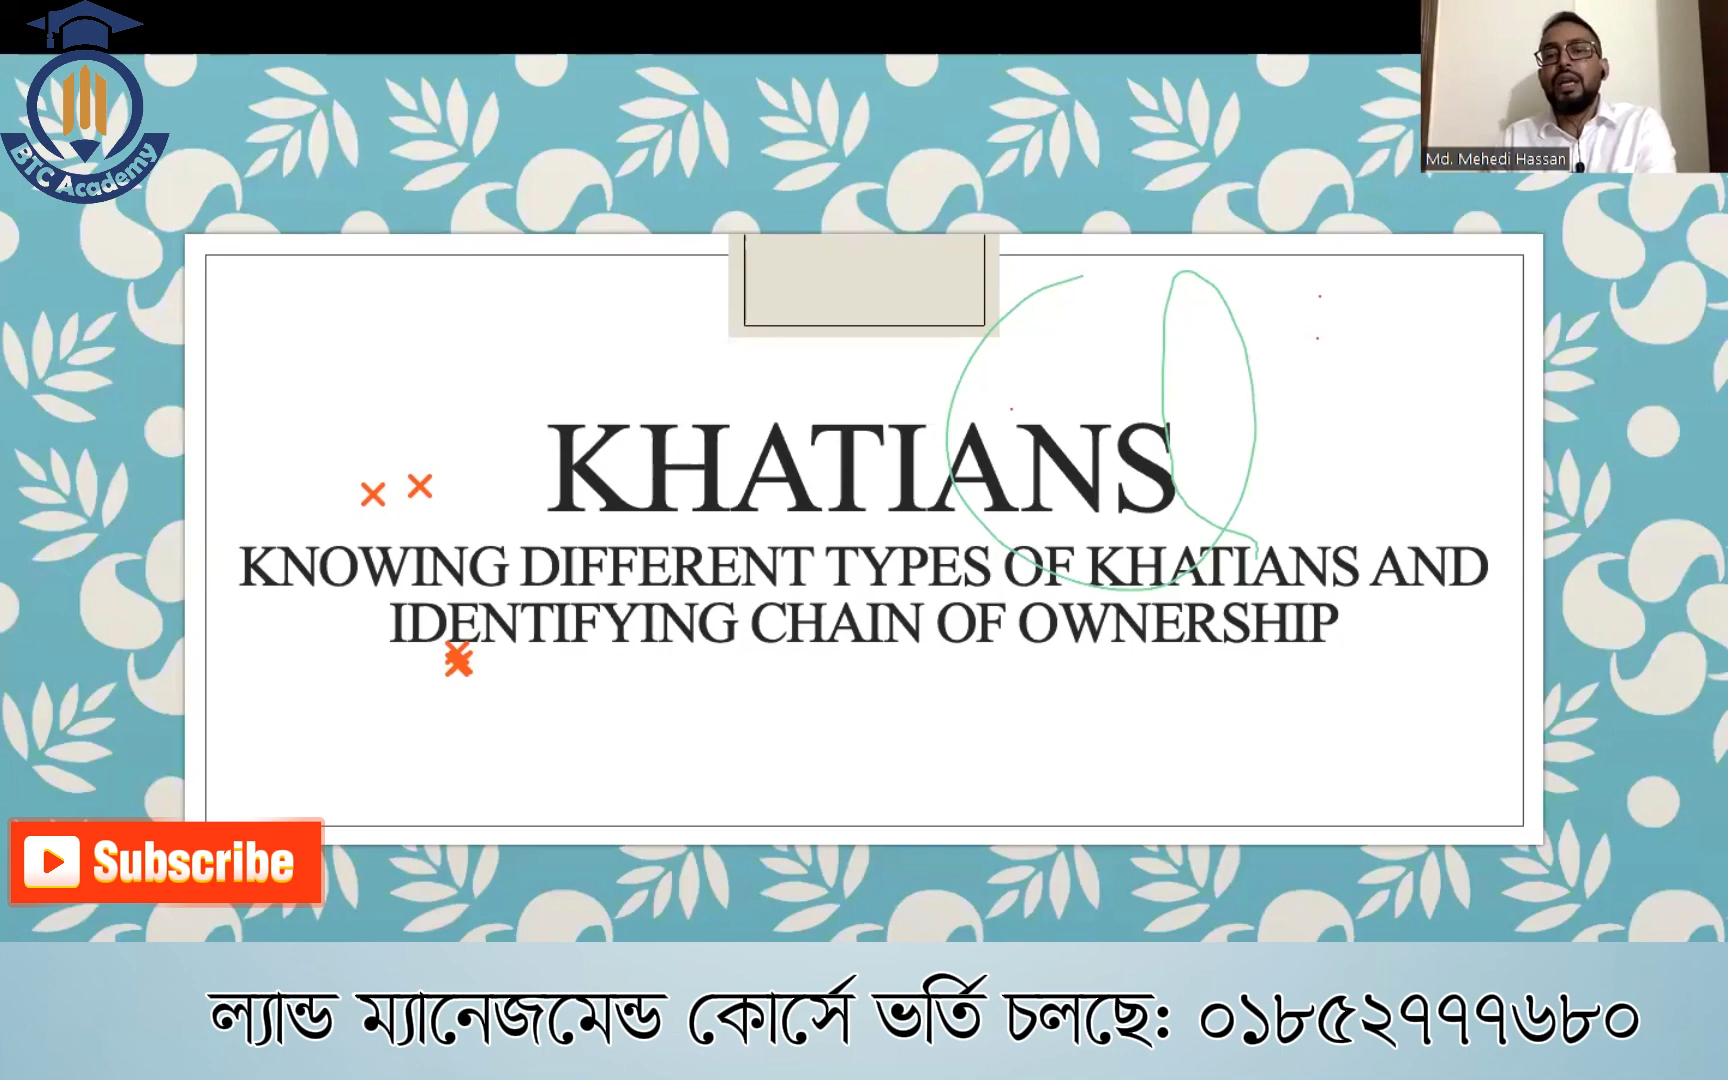 BTC Academy
Md. Mehedi Hassan
KHATIANS
KNOWING DIFFERENT TYPES OF KHATIANS AND
IDENTIFYING CHAIN OF OWNERSHIP
Subscribe
ল্যান্ড ম্যানেজমেন্ড কোর্সে ভর্তি চলছে: ০১৮৫২৭৭৭৬৮০